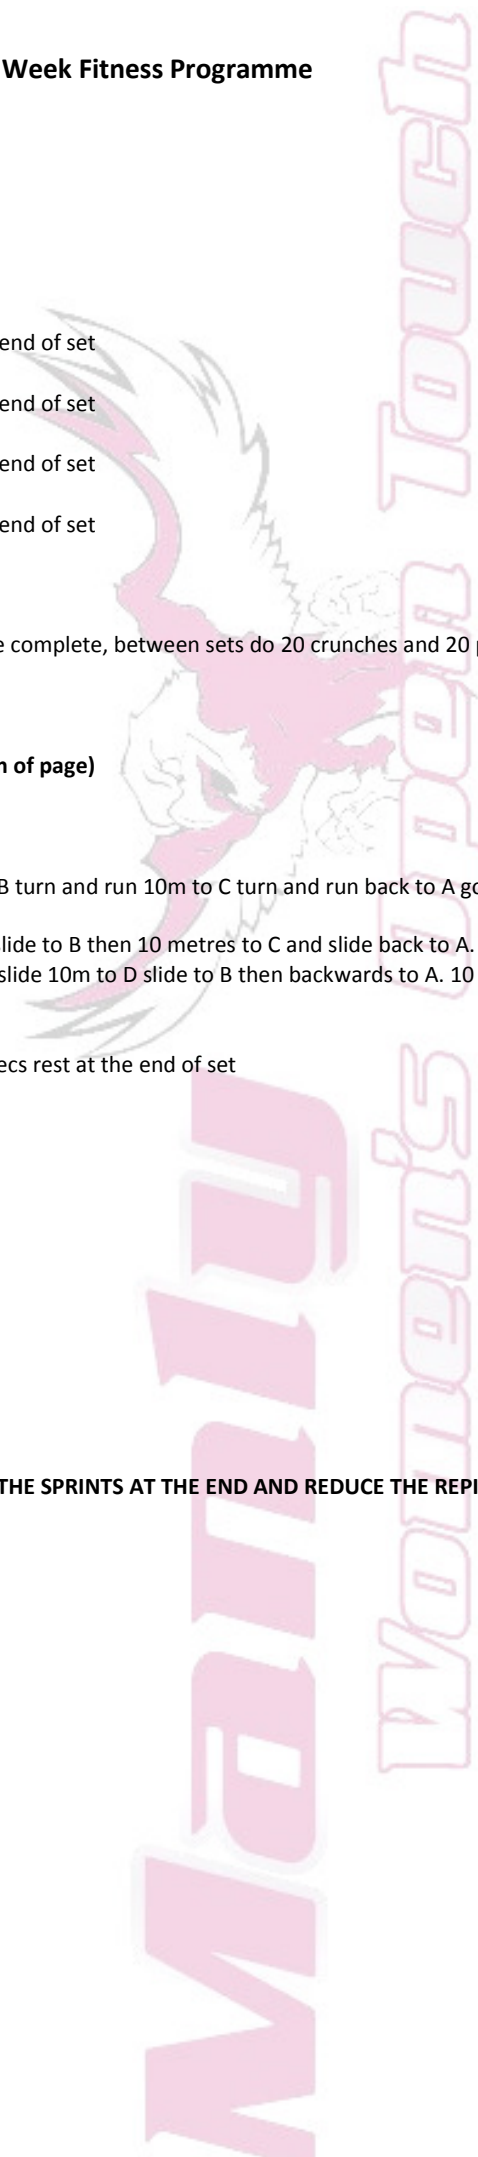 Week Fitness Programme
end of set
end of set
end of set
end of set
e complete, between sets do 20 crunches and 20 p
m of page)
B turn and run 10m to C turn and run back to A go
lide to B then 10 metres to C and slide back to A.
slide 10m to D slide to B then backwards to A. 10
ecs rest at the end of set
THE SPRINTS AT THE END AND REDUCE THE REPI
Manly
Women's Open Touch